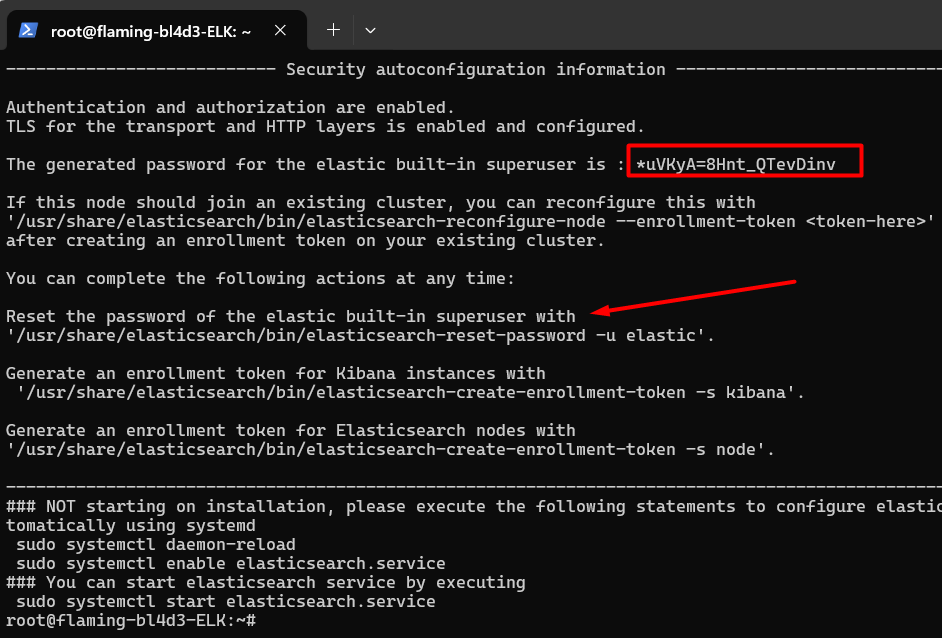 root@flaming-bl4d3-ELK: ~
--------------------------- Security autoconfiguration information ---------------------------
Authentication and authorization are enabled.
TLS for the transport and HTTP layers is enabled and configured.
The generated password for the elastic built-in superuser is : *uVKyA=8Hnt_QTevDinv
If this node should join an existing cluster, you can reconfigure this with
'/usr/share/elasticsearch/bin/elasticsearch-reconfigure-node --enrollment-token <token-here>'
after creating an enrollment token on your existing cluster.
You can complete the following actions at any time:
Reset the password of the elastic built-in superuser with
'/usr/share/elasticsearch/bin/elasticsearch-reset-password -u elastic'.
Generate an enrollment token for Kibana instances with
'/usr/share/elasticsearch/bin/elasticsearch-create-enrollment-token -s kibana'.
Generate an enrollment token for Elasticsearch nodes with
'/usr/share/elasticsearch/bin/elasticsearch-create-enrollment-token -s node'.
----------------------------------------------------------------------------------------------
### NOT starting on installation, please execute the following statements to configure elastic
tomatically using systemd
sudo systemctl daemon-reload
sudo systemctl enable elasticsearch.service
### You can start elasticsearch service by executing
sudo systemctl start elasticsearch.service
root@flaming-bl4d3-ELK:~#